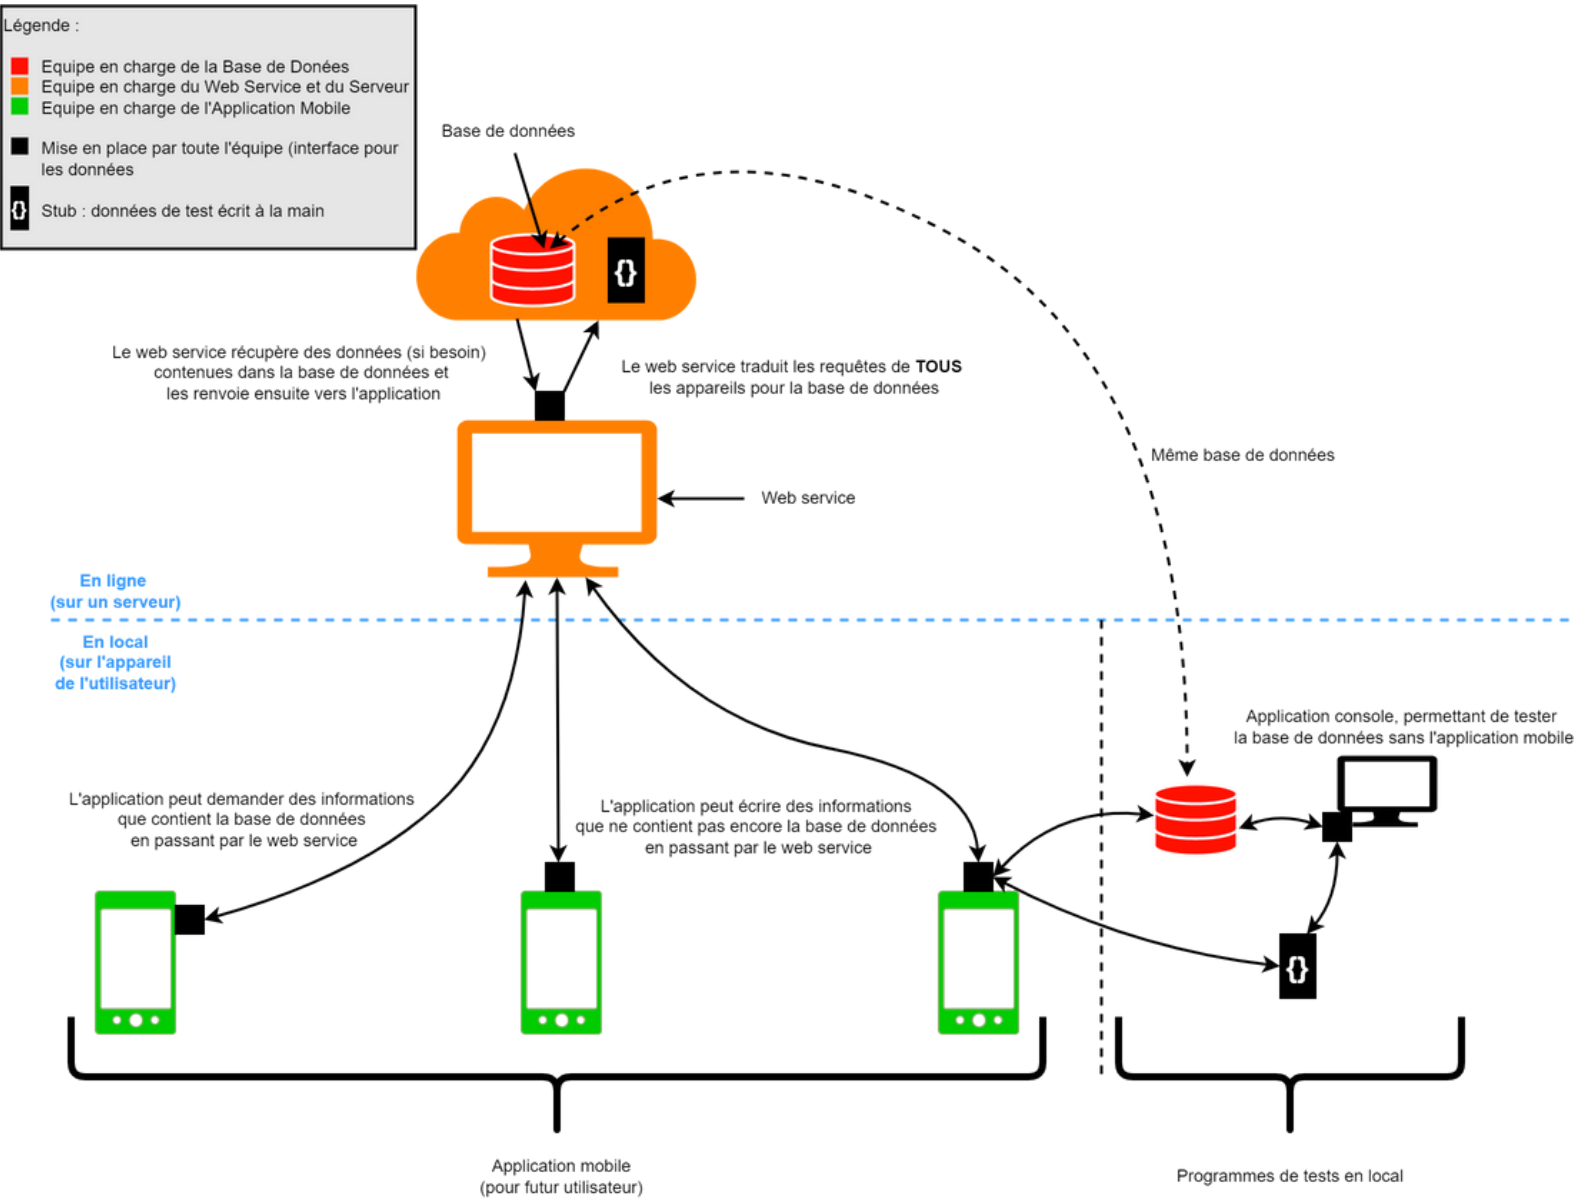 Légende :
Equipe en charge de la Base de Donées
Equipe en charge du Web Service et du Serveur
Equipe en charge de l'Application Mobile
Mise en place par toute l'équipe (interface pour
les données
{}
Stub : données de test écrit à la main
Base de données
{}
Le web service récupère des données (si besoin)
contenues dans la base de données et
les renvoie ensuite vers l'application
Le web service traduit les requêtes de TOUS
les appareils pour la base de données
Même base de données
Web service
En ligne
(sur un serveur)
En local
(sur l'appareil
de l'utilisateur)
Application console, permettant de tester
la base de données sans l'application mobile
L'application peut demander des informations
que contient la base de données
en passant par le web service
L'application peut écrire des informations
que ne contient pas encore la base de données
en passant par le web service
{}
Application mobile
(pour futur utilisateur)
Programmes de tests en local